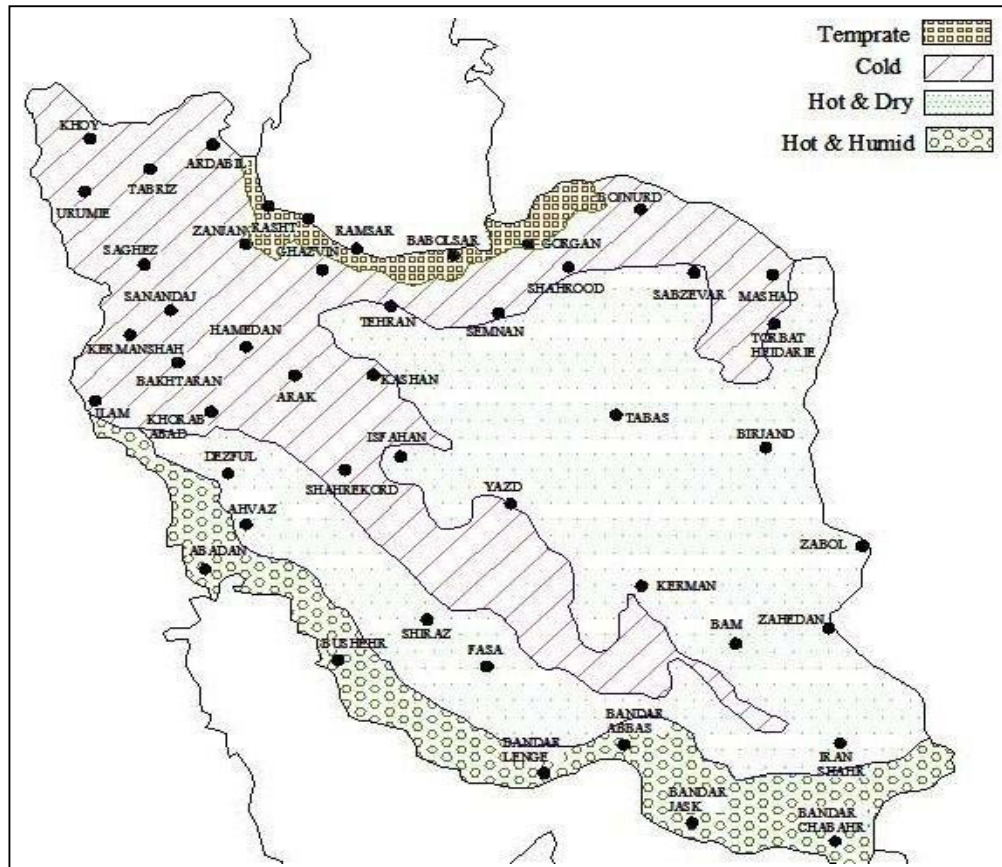 Temprate
Cold
Hot & Dry
Hot & Humid
KHOY
ARDABIL
TABRIZ
URUMIE
BOJNURD
ZANJAN
RASHT
RAMSAR
BABOLSAR
GORGAN
SAGHEZ
GHAZVIN
SHAHROOD
SABZEVAR
MASHAD
SANANDAJ
TEHRAN
SEMNAN
HAMEDAN
TORBAT
HEIDARIE
KERMANSHAH
BAKHTARAN
ARAK
KASHAN
ILAM
KHORAB
ABAD
TABAS
ISFAHAN
BIRJAND
DEZFUL
SHAHREKORD
YAZD
AHVAZ
ZABOL
ABADAN
KERMAN
SHIRAZ
BAM
ZAHEDAN
BUSHEHR
FASA
BANDAR
ABBAS
BANDAR
LENGE
IRAN
SHAHR
BANDAR
JASK
BANDAR
CHABAHR